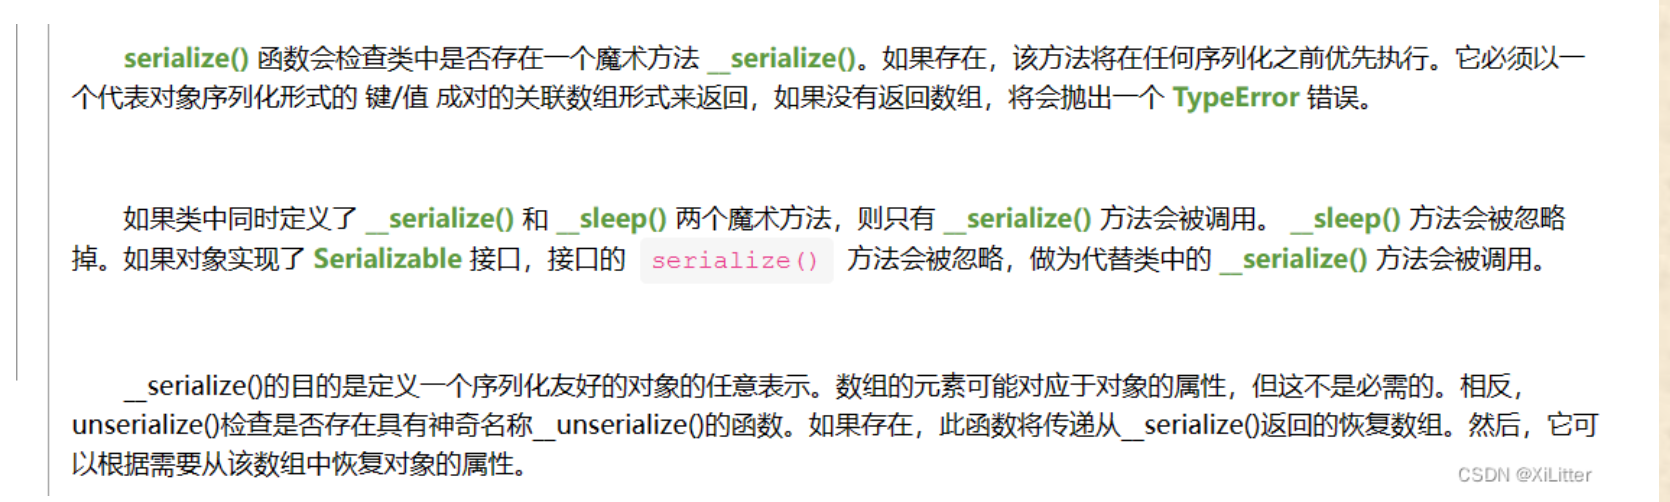 serialize() 函数会检查类中是否存在一个魔术方法 __serialize()。如果存在，该方法将在任何序列化之前优先执行。它必须以一
个代表对象序列化形式的 键/值 成对的关联数组形式来返回，如果没有返回数组，将会抛出一个 TypeError 错误。
如果类中同时定义了 __serialize() 和 __sleep() 两个魔术方法，则只有 __serialize() 方法会被调用。 __sleep() 方法会被忽略
掉。如果对象实现了 Serializable 接口，接口的 serialize() 方法会被忽略，做为代替类中的 __serialize() 方法会被调用。
__serialize()的目的是定义一个序列化友好的对象的任意表示。数组的元素可能对应于对象的属性，但这不是必需的。相反，
unserialize()检查是否存在具有神奇名称__unserialize()的函数。如果存在，此函数将传递从__serialize()返回的恢复数组。然后，它可
以根据需要从该数组中恢复对象的属性。
CSDN @XiLitter